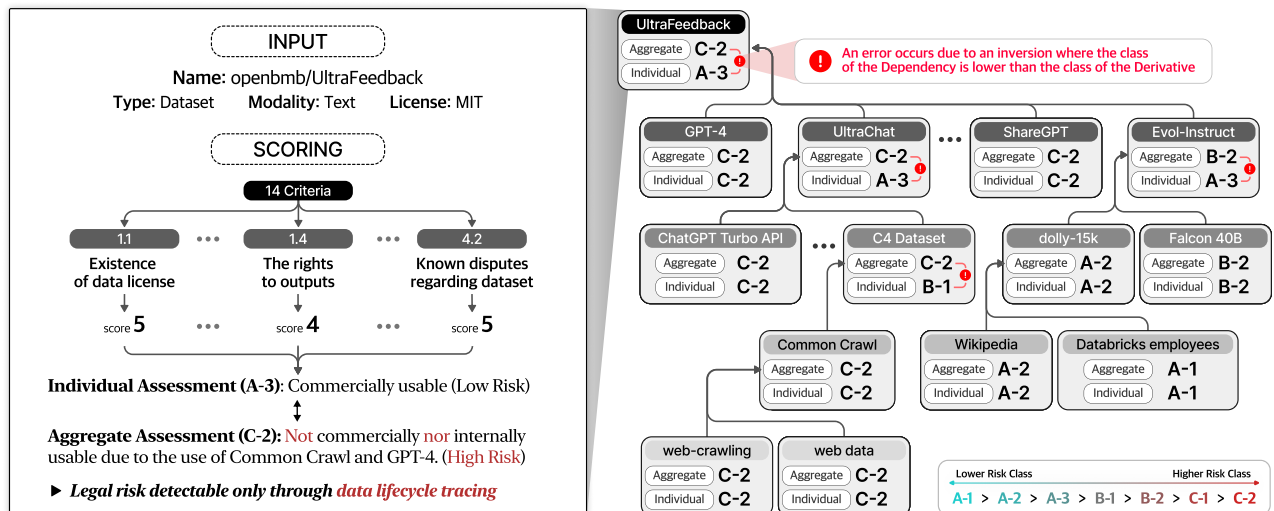 INPUT
Name: openbmb/UltraFeedback
Type: Dataset Modality: Text License: MIT
SCORING
14 Criteria
1.1 ••• 1.4 ••• 4.2
Existence
of data license
The rights
to outputs
Known disputes
regarding dataset
score 5 ••• score 4 ••• score 5
Individual Assessment (A-3): Commercially usable (Low Risk)
Aggregate Assessment (C-2): Not commercially nor internally
usable due to the use of Common Crawl and GPT-4. (High Risk)
► Legal risk detectable only through data lifecycle tracing
UltraFeedback
Aggregate C-2
Individual A-3
!
! An error occurs due to an inversion where the class
of the Dependency is lower than the class of the Derivative
GPT-4
Aggregate C-2
Individual C-2
UltraChat
Aggregate C-2
Individual A-3
!
•••
ShareGPT
Aggregate C-2
Individual C-2
Evol-Instruct
Aggregate B-2
Individual A-3
!
ChatGPT Turbo API
Aggregate C-2
Individual C-2
•••
C4 Dataset
Aggregate C-2
Individual B-1
!
dolly-15k
Aggregate A-2
Individual A-2
Falcon 40B
Aggregate B-2
Individual B-2
Common Crawl
Aggregate C-2
Individual C-2
Wikipedia
Aggregate A-2
Individual A-2
Databricks employees
Aggregate A-1
Individual A-1
web-crawling
Aggregate C-2
Individual C-2
web data
Aggregate C-2
Individual C-2
Lower Risk Class Higher Risk Class
A-1 > A-2 > A-3 > B-1 > B-2 > C-1 > C-2